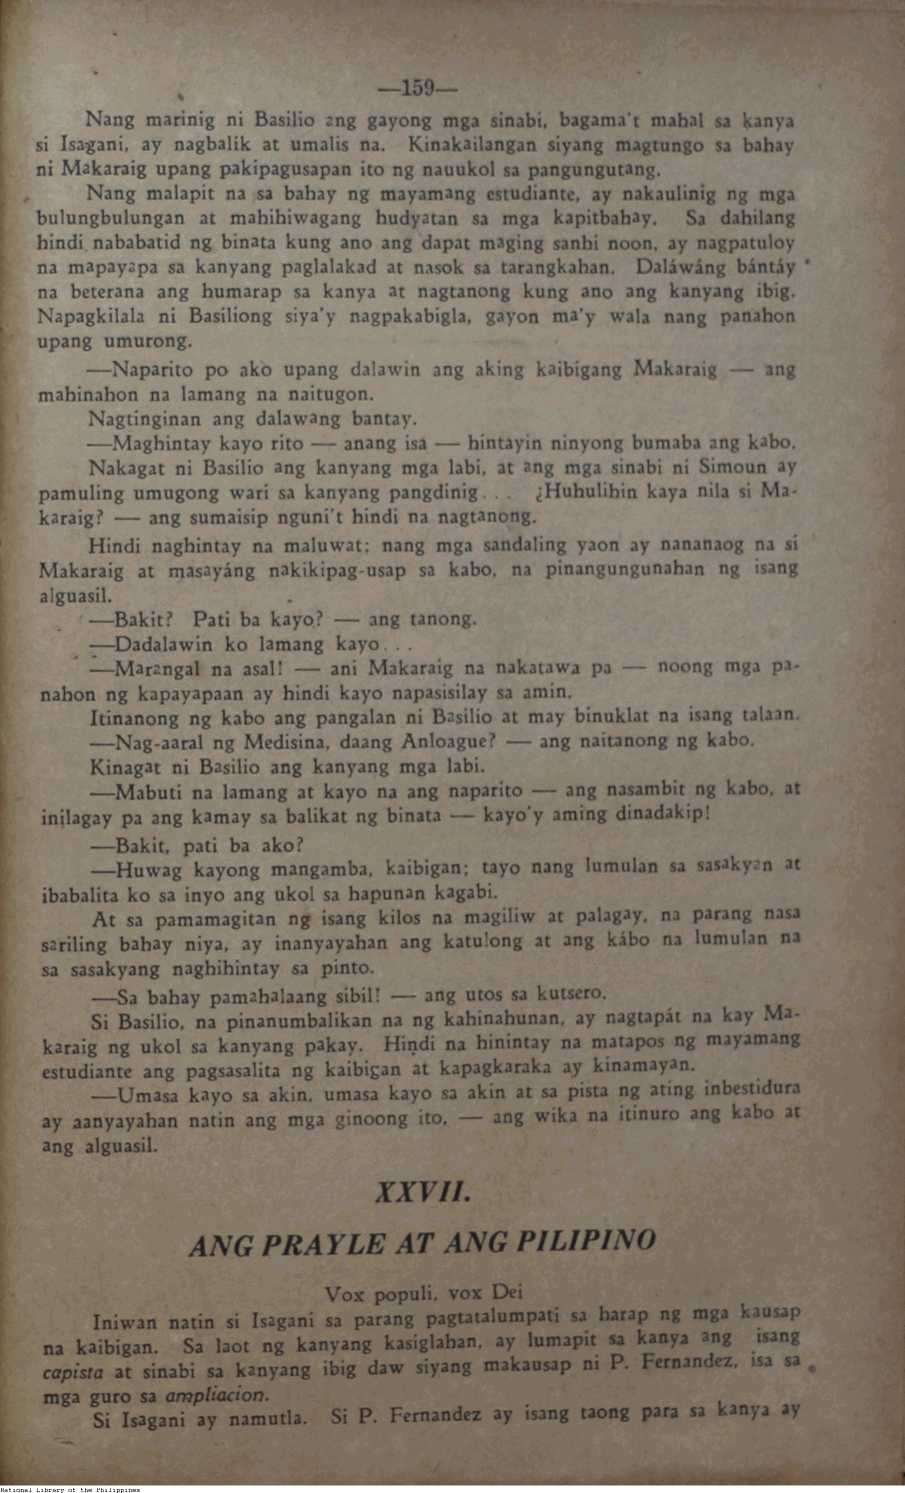 —159—
Nang marinig ni Basilio ang gayong mga sinabi, bagama't mahal sa kanya
si Isagani, ay nagbalik at umalis na. Kinakailangan siyang magtungo sa bahay
ni Makaraig upang pakipagusapan ito ng nauukol sa pangungutang.
Nang malapit na sa bahay ng mayamang estudiante, ay nakaulinig ng mga
bulungbulungan at mahihiwagang hudyatan sa mga kapitbahay. Sa dahilang
hindi nababatid ng binata kung ano ang dapat maging sanhi noon, ay nagpatuloy
na mapayapa sa kanyang paglalakad at nasok sa tarangkahan. Daláwáng bántáy
na beterana ang humarap sa kanya at nagtanong kung ano ang kanyang ibig.
Napagkilala ni Basiliong siya'y nagpakabigla, gayon ma'y wala nang panahon
upang umurong.
—Naparito po ako upang dalawin ang aking kaibigang Makaraig — ang
mahinahon na lamang na naitugon.
Nagtinginan ang dalawang bantay.
—Maghintay kayo rito — anang isa — hintayin ninyong bumaba ang kabo.
Nakagat ni Basilio ang kanyang mga labi, at ang mga sinabi ni Simoun ay
pamuling umugong wari sa kanyang pangdinig. . . ¿Huhulihin kaya nila si Ma-
karaig? — ang sumaisip nguni't hindi na nagtanong.
Hindi naghintay na maluwat; nang mga sandaling yaon ay nananaog na si
Makaraig at masayáng nakikipag-usap sa kabo, na pinangungunahan ng isang
alguasil.
—Bakit? Pati ba kayo? — ang tanong.
—Dadalawin ko lamang kayo. . .
—Marangal na asal! — ani Makaraig na nakatawa pa — noong mga pa-
nahon ng kapayapaan ay hindi kayo napasisilay sa amin.
Itinanong ng kabo ang pangalan ni Basilio at may binuklat na isang talaan.
—Nag-aaral ng Medisina, daang Anloague? — ang naitanong ng kabo.
Kinagat ni Basilio ang kanyang mga labi.
—Mabuti na lamang at kayo na ang naparito — ang nasambit ng kabo, at
inilagay pa ang kamay sa balikat ng binata — kayo'y aming dinadakip!
—Bakit, pati ba ako?
—Huwag kayong mangamba, kaibigan; tayo nang lumulan sa sasakyan at
ibabalita ko sa inyo ang ukol sa hapunan kagabi.
At sa pamamagitan ng isang kilos na magiliw at palagay, na parang nasa
sariling bahay niya, ay inanyayahan ang katulong at ang kábo na lumulan na
sa sasakyang naghihintay sa pinto.
—Sa bahay pamahalaang sibil! — ang utos sa kutsero.
Si Basilio, na pinanumbalikan na ng kahinahunan, ay nagtapát na kay Ma-
karaig ng ukol sa kanyang pakay. Hindi na hinintay na matapos ng mayamang
estudiante ang pagsasalita ng kaibigan at kapagkaraka ay kinamayan.
—Umasa kayo sa akin, umasa kayo sa akin at sa pista ng ating inbestidura
ay aanyayahan natin ang mga ginoong ito, — ang wika na itinuro ang kabo at
ang alguasil.
XXVII.
ANG PRAYLE AT ANG PILIPINO
Vox populi, vox Dei
Iniwan natin si Isagani sa parang pagtatalumpati sa harap ng mga kausap
na kaibigan. Sa laot ng kanyang kasiglahan, ay lumapit sa kanya ang isang
capista at sinabi sa kanyang ibig daw siyang makausap ni P. Fernandez, isa sa
mga guro sa ampliacion.
Si Isagani ay namutla. Si P. Fernandez ay isang taong para sa kanya ay
National Library of the Philippines